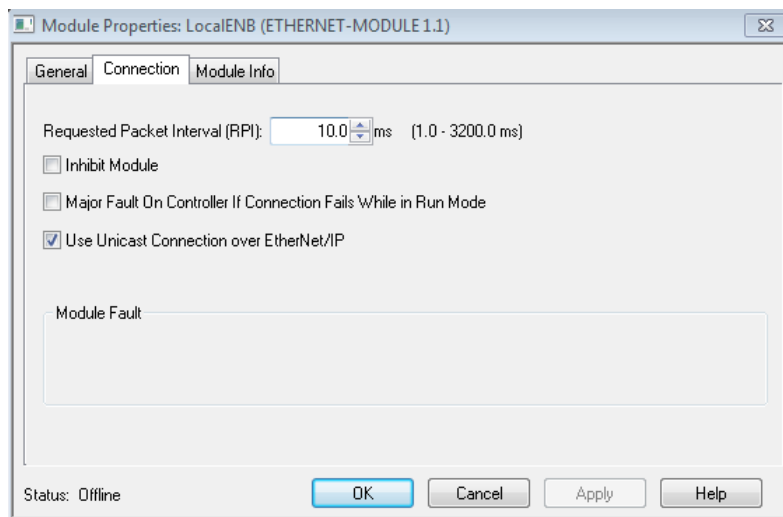 Module Properties: LocalENB (ETHERNET-MODULE 1.1)
General Connection Module Info
Requested Packet Interval (RPI): 10.0 ms (1.0 - 3200.0 ms)
Inhibit Module
Major Fault On Controller If Connection Fails While in Run Mode
Use Unicast Connection over EtherNet/IP
Module Fault
Status: Offline OK Cancel Apply Help